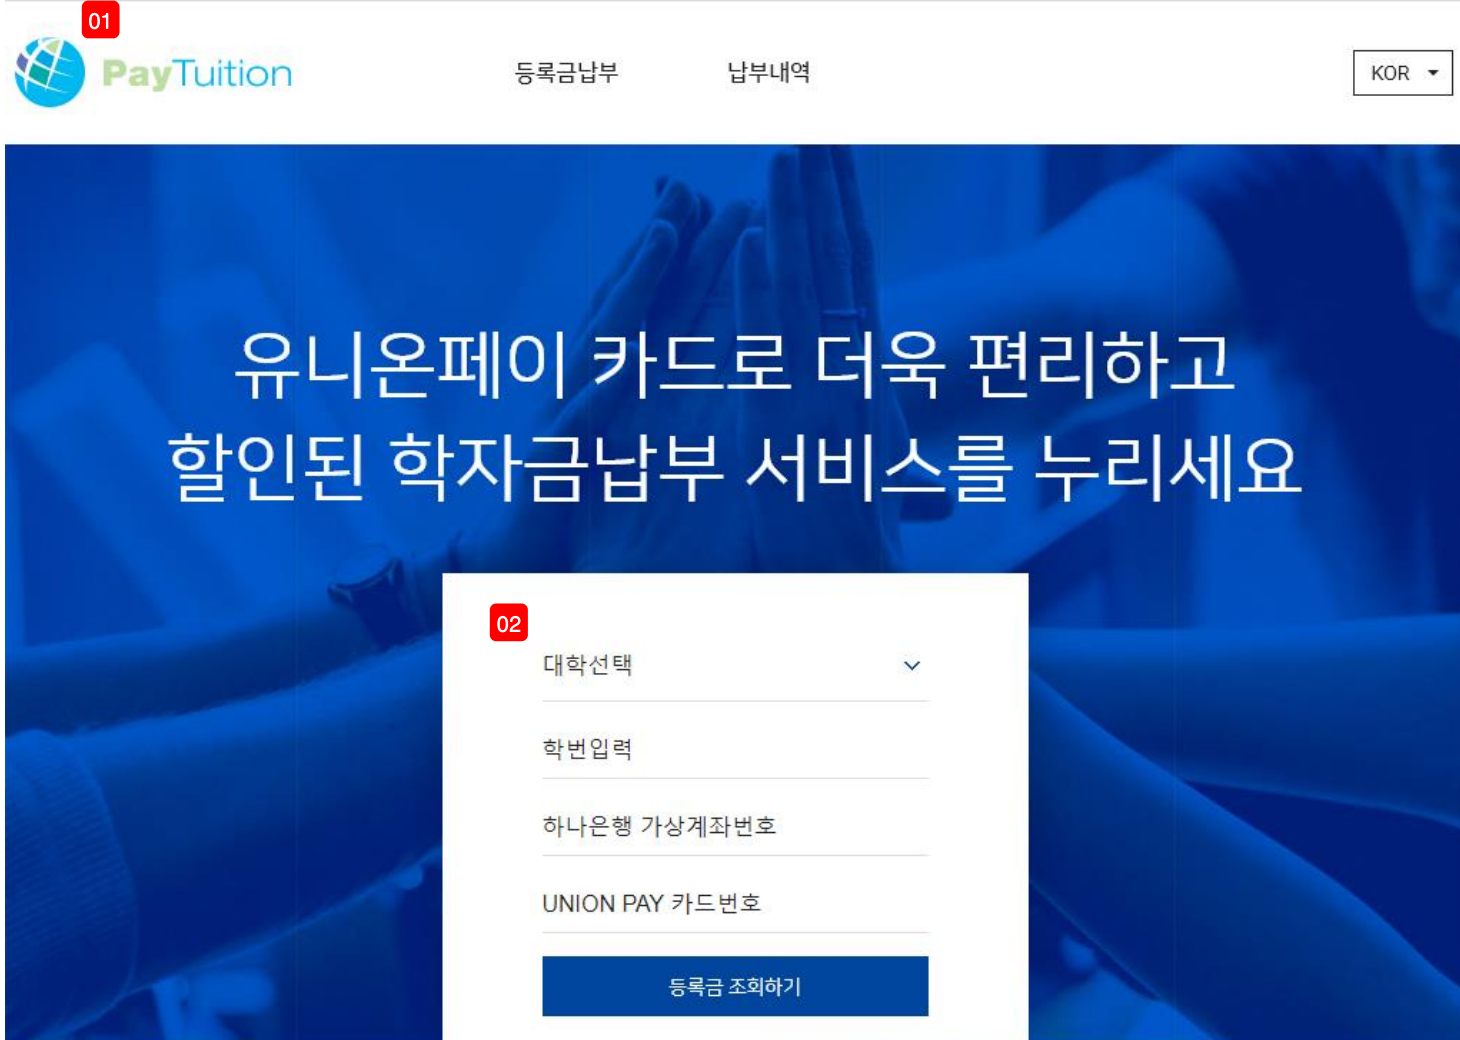 01
PayTuition
등록금납부
납부내역
KOR
유니온페이 카드로 더욱 편리하고
할인된 학자금납부 서비스를 누리세요
02
대학선택
학번입력
하나은행 가상계좌번호
UNION PAY 카드번호
등록금 조회하기